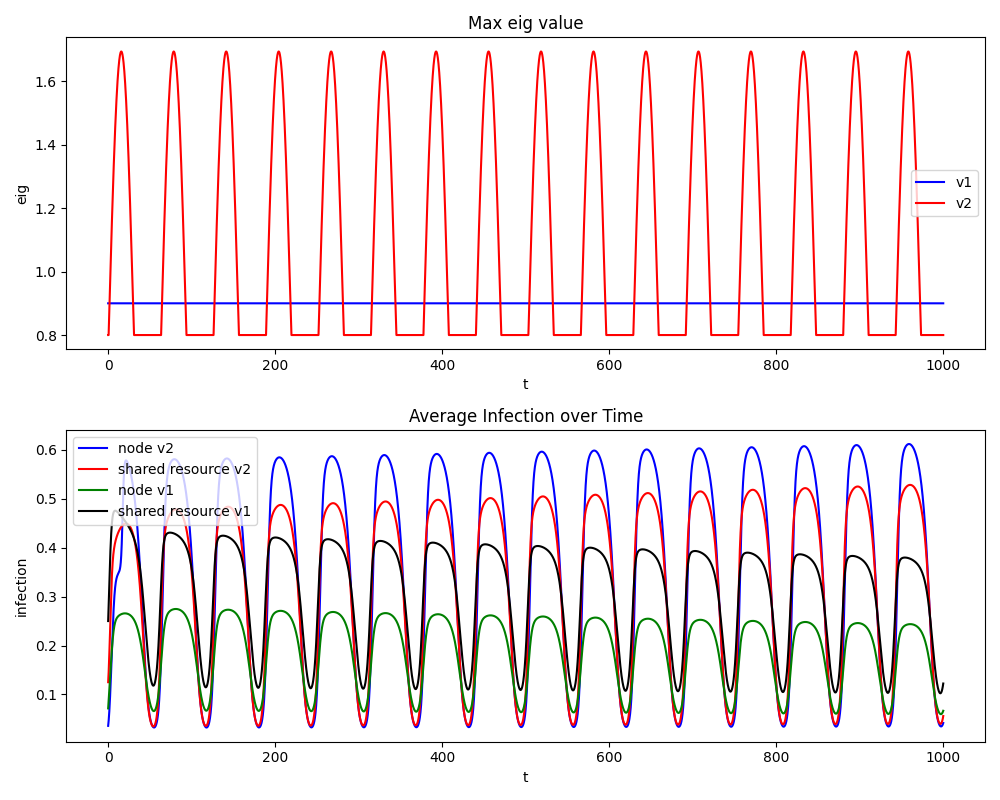 Max eig value
1.6
1.4
1.2
1.0
0.8
eig
v1
v2
0
200
400
600
800
1000
t
Average Infection over Time
0.6
0.5
0.4
0.3
0.2
0.1
infection
node v2
shared resource v2
node v1
shared resource v1
0
200
400
600
800
1000
t